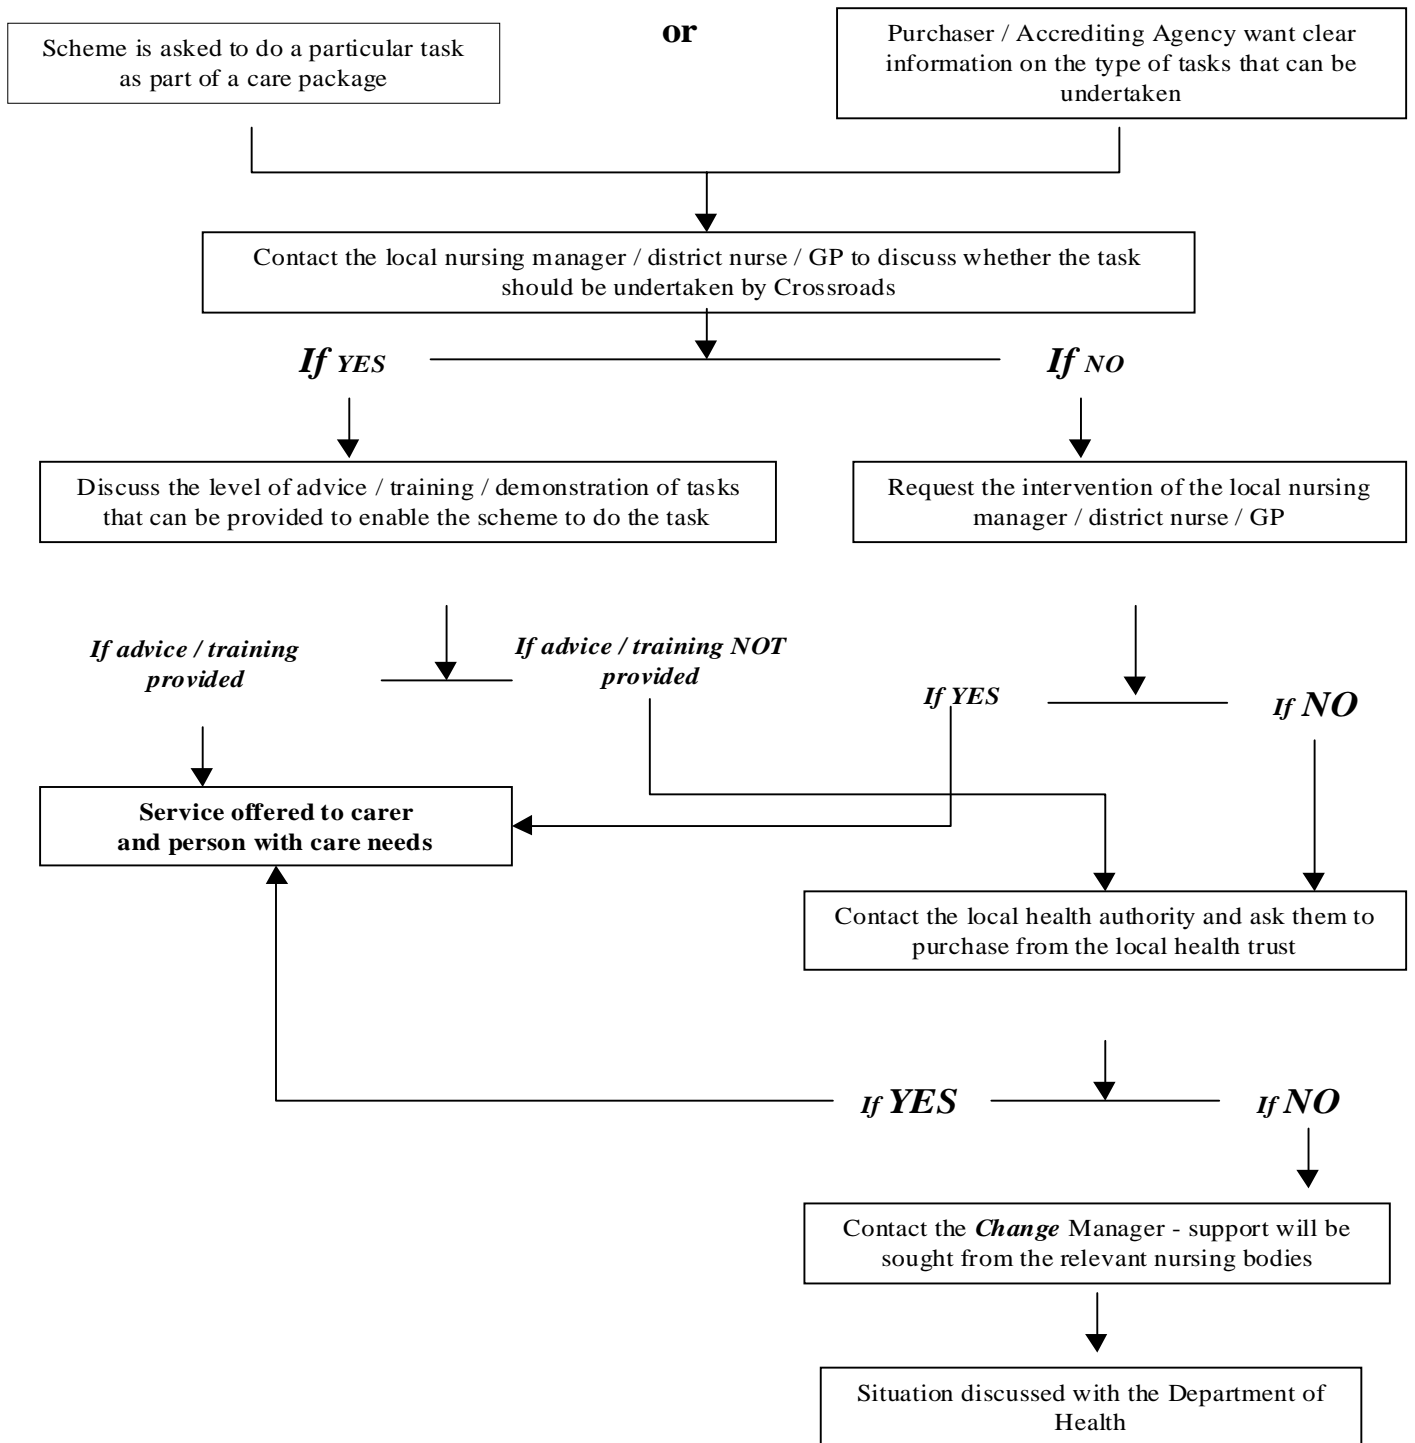 Scheme is asked to do a particular task
as part of a care package
or
Purchaser / Accrediting Agency want clear
information on the type of tasks that can be
undertaken
Contact the local nursing manager / district nurse / GP to discuss whether the task
should be undertaken by Crossroads
If YES
If NO
Discuss the level of advice / training / demonstration of tasks
that can be provided to enable the scheme to do the task
Request the intervention of the local nursing
manager / district nurse / GP
If advice / training
provided
If advice / training NOT
provided
If YES
If NO
Service offered to carer
and person with care needs
Contact the local health authority and ask them to
purchase from the local health trust
If YES
If NO
Contact the Change Manager - support will be
sought from the relevant nursing bodies
Situation discussed with the Department of
Health